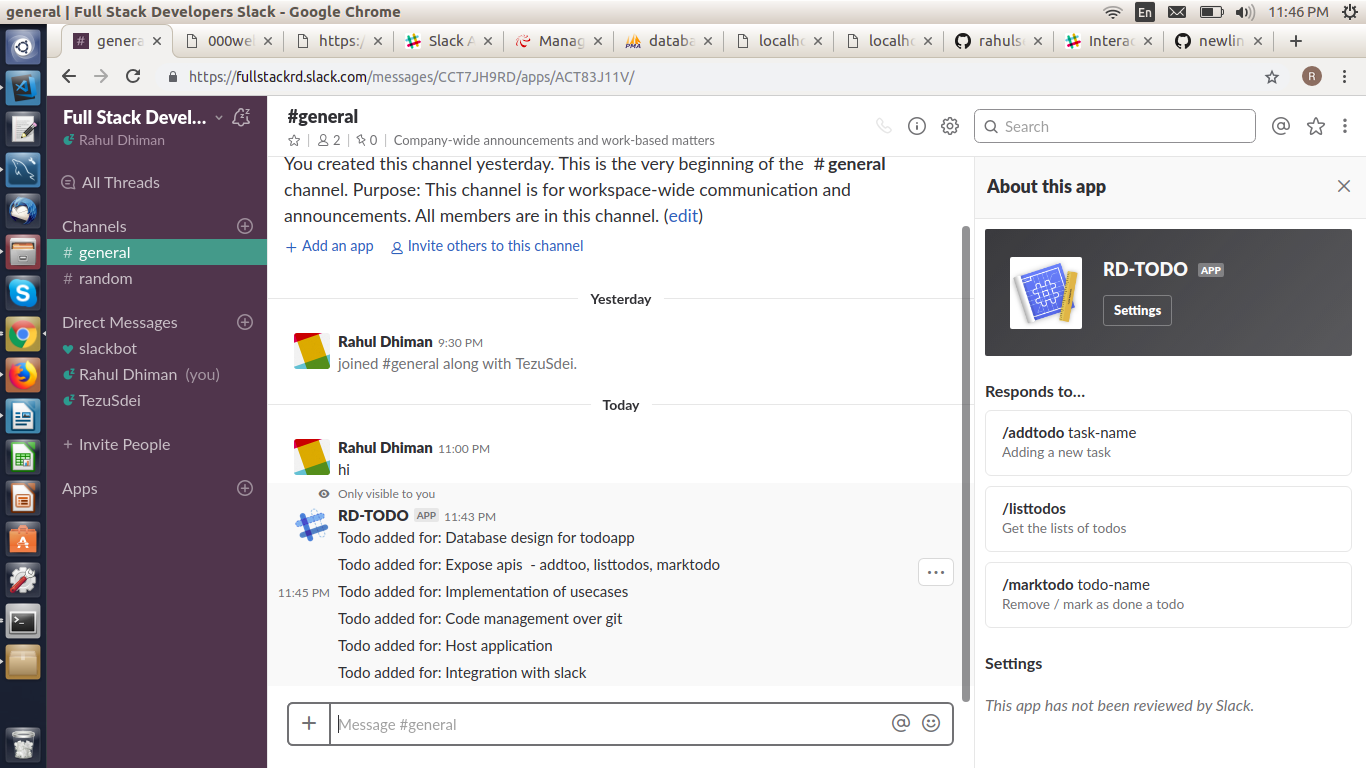 general | Full Stack Developers Slack - Google Chrome
En
11:46 PM
genera
000wel
https:/
Slack A
Manag
databa
localho
localho
rahuls
Interac
newlin
https://fullstackrd.slack.com/messages/CCT7JH9RD/apps/ACT83J11V/
R
Full Stack Devel...
Rahul Dhiman
All Threads
Channels
# general
# random
Direct Messages
slackbot
Rahul Dhiman (you)
TezuSdei
+ Invite People
Apps
#general
2
0
Company-wide announcements and work-based matters
Search
You created this channel yesterday. This is the very beginning of the # general
channel. Purpose: This channel is for workspace-wide communication and
announcements. All members are in this channel. (edit)
+ Add an app
Invite others to this channel
Yesterday
Rahul Dhiman 9:30 PM
joined #general along with TezuSdei.
Today
Rahul Dhiman 11:00 PM
hi
Only visible to you
RD-TODO APP 11:43 PM
Todo added for: Database design for todoapp
Todo added for: Expose apis - addtoo, listtodos, marktodo
11:45 PM Todo added for: Implementation of usecases
Todo added for: Code management over git
Todo added for: Host application
Todo added for: Integration with slack
Message #general
About this app
RD-TODO APP
Settings
Responds to...
/addtodo task-name
Adding a new task
/listtodos
Get the lists of todos
/marktodo todo-name
Remove / mark as done a todo
Settings
This app has not been reviewed by Slack.